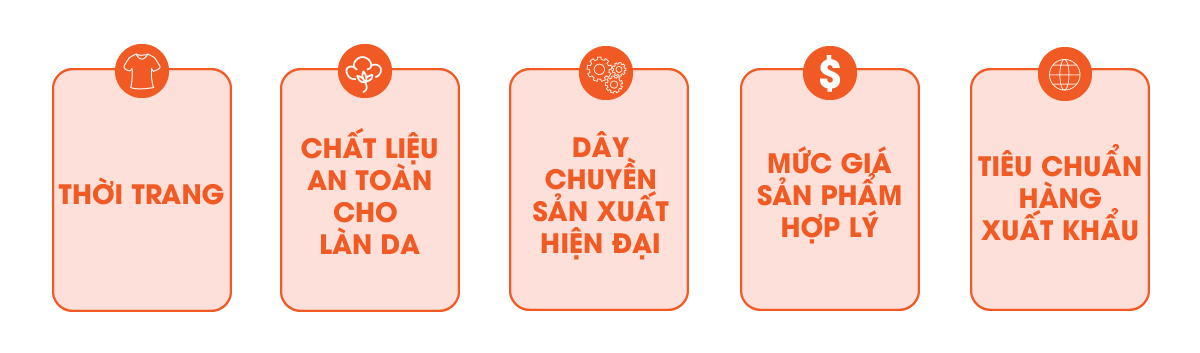 THỜI TRANG
CHẤT LIỆU
AN TOÀN
CHO
LÀN DA
DÂY
CHUYỀN
SẢN XUẤT
HIỆN ĐẠI
$
MỨC GIÁ
SẢN PHẨM
HỢP LÝ
TIÊU CHUẨN
HÀNG
XUẤT KHẨU